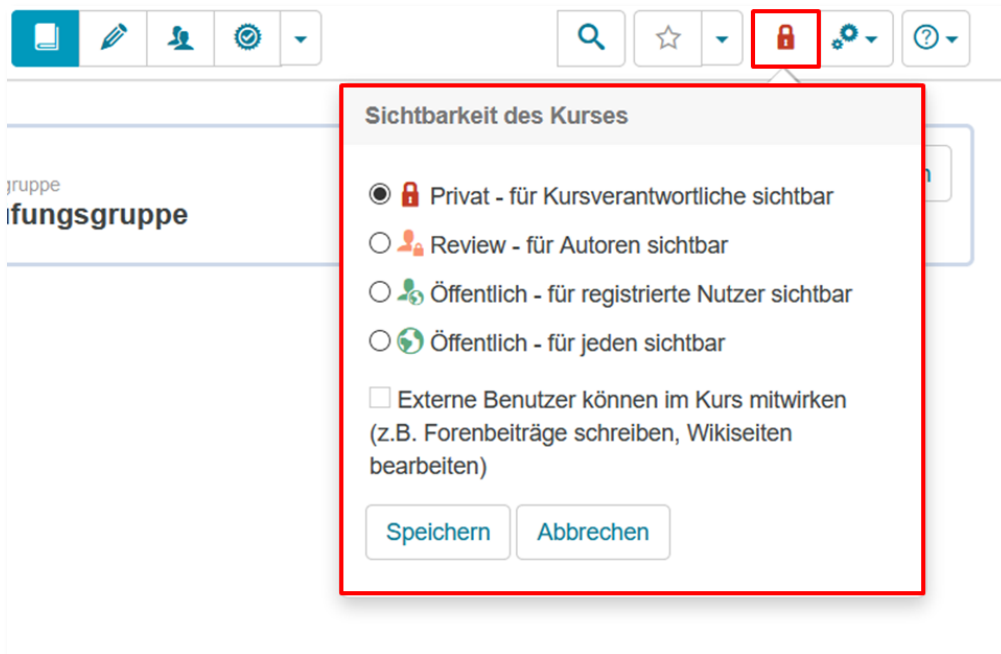 gruppe
fungsgruppe
Sichtbarkeit des Kurses
Privat - für Kursverantwortliche sichtbar
Review - für Autoren sichtbar
Öffentlich - für registrierte Nutzer sichtbar
Öffentlich - für jeden sichtbar
Externe Benutzer können im Kurs mitwirken
(z.B. Forenbeiträge schreiben, Wikiseiten
bearbeiten)
Speichern Abbrechen